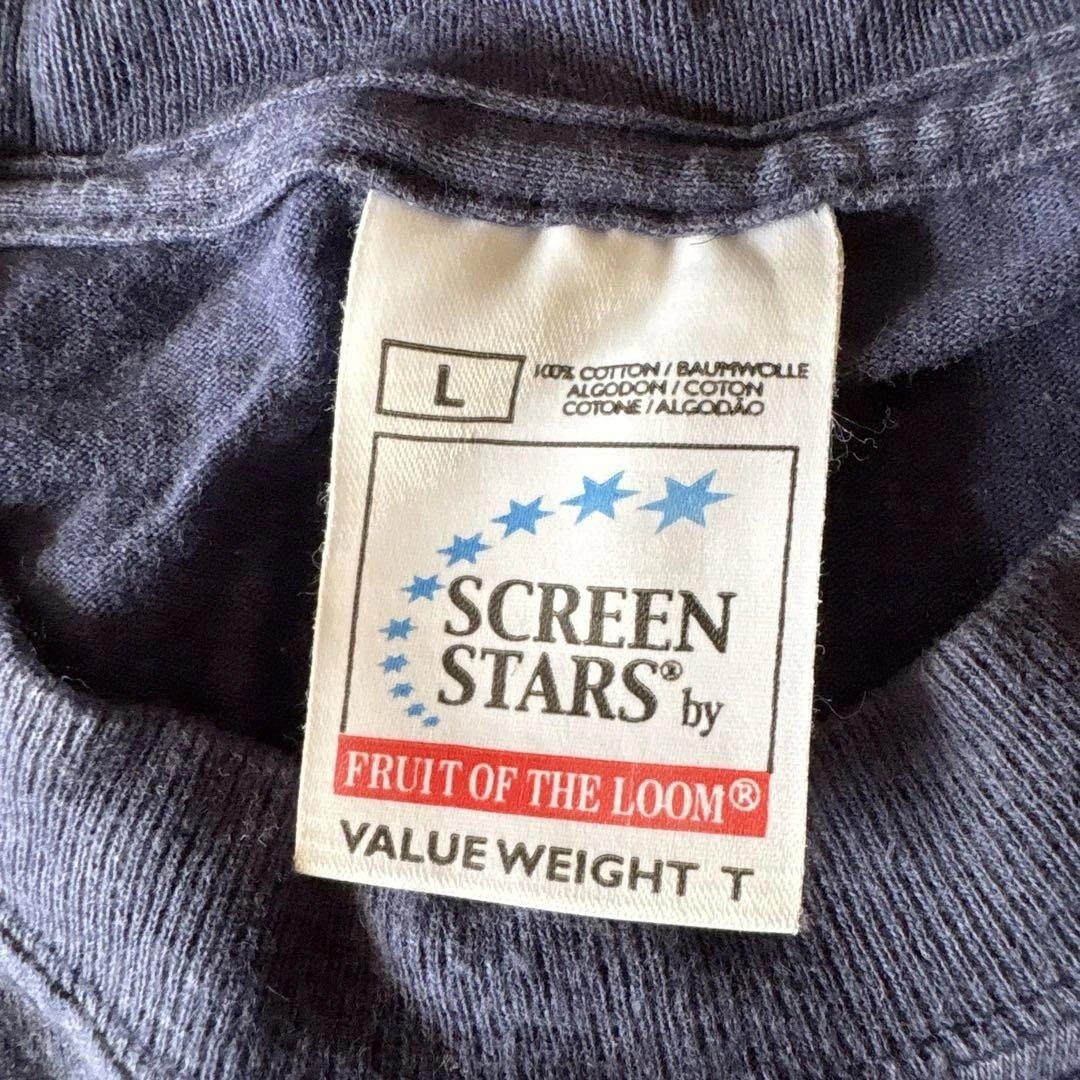 L
100% COTTON / BAUMWOLLE
ALGODON / COTON
COTONE / ALGODÃO
SCREEN
STARS® by
FRUIT OF THE LOOM®
VALUE WEIGHT T